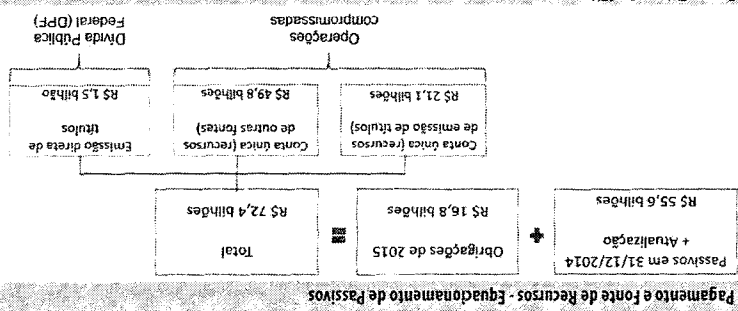 Pagamento e Fonte de Recursos - Equacionamento de Passivos
Passivos em 31/12/2014
+ Atualização
R$ 55,6 bilhões
+
Obrigações de 2015
R$ 16,8 bilhões
=
Total
R$ 72,4 bilhões
Conta única (recursos
de emissão de títulos)
R$ 21,1 bilhões
Conta única (recursos
de outras fontes)
R$ 49,8 bilhões
Emissão direta de
títulos
R$ 1,5 bilhão
Operações
compromissadas
Dívida Pública
Federal (DPF)